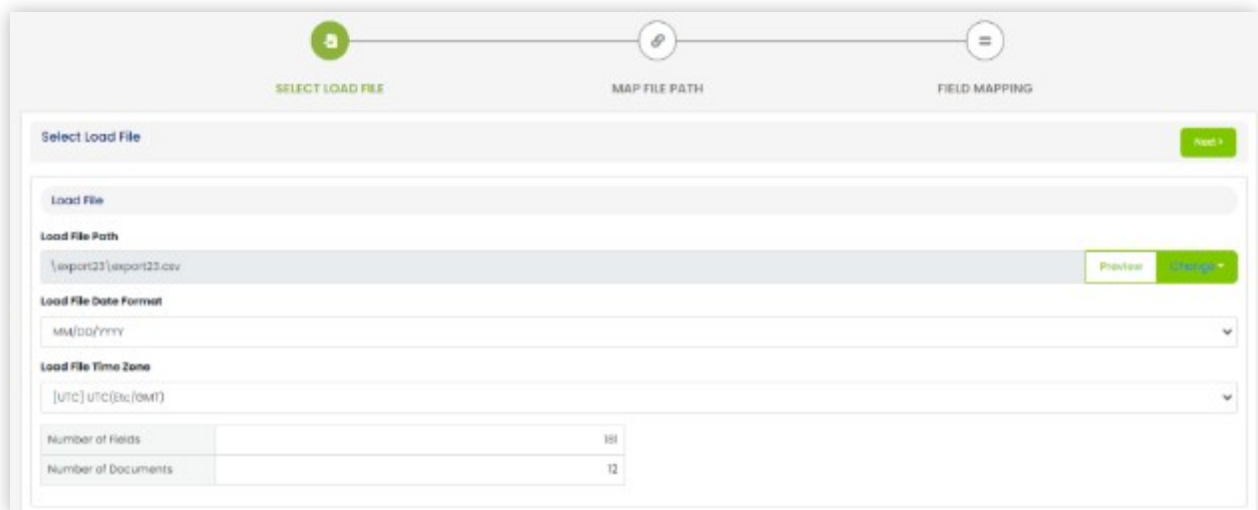 SELECT LOAD FILE MAP FILE PATH FIELD MAPPING
Select Load File Next >
Load File
Load File Path
\export23\export23.csv Preview Change
Load File Date Format
MM/DD/YYYY
Load File Time Zone
[UTC] UTC(Etc/GMT)
Number of Fields 181
Number of Documents 12